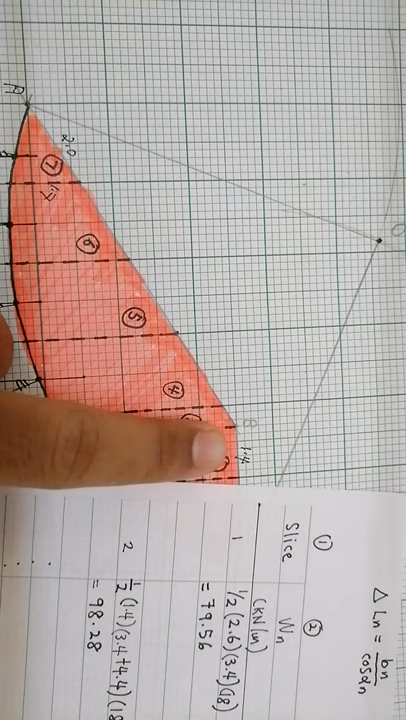 A
2.0
⑦
1.7
⑥
⑤
④
O
B
1.4
ΔLn = bn / cosαn
① ②
Slice Wn
(kN/m)
1 1/2 (2.6)(3.4)(18)
= 79.56
2 1/2 (1.4)(3.4+4.4)(18
= 98.28